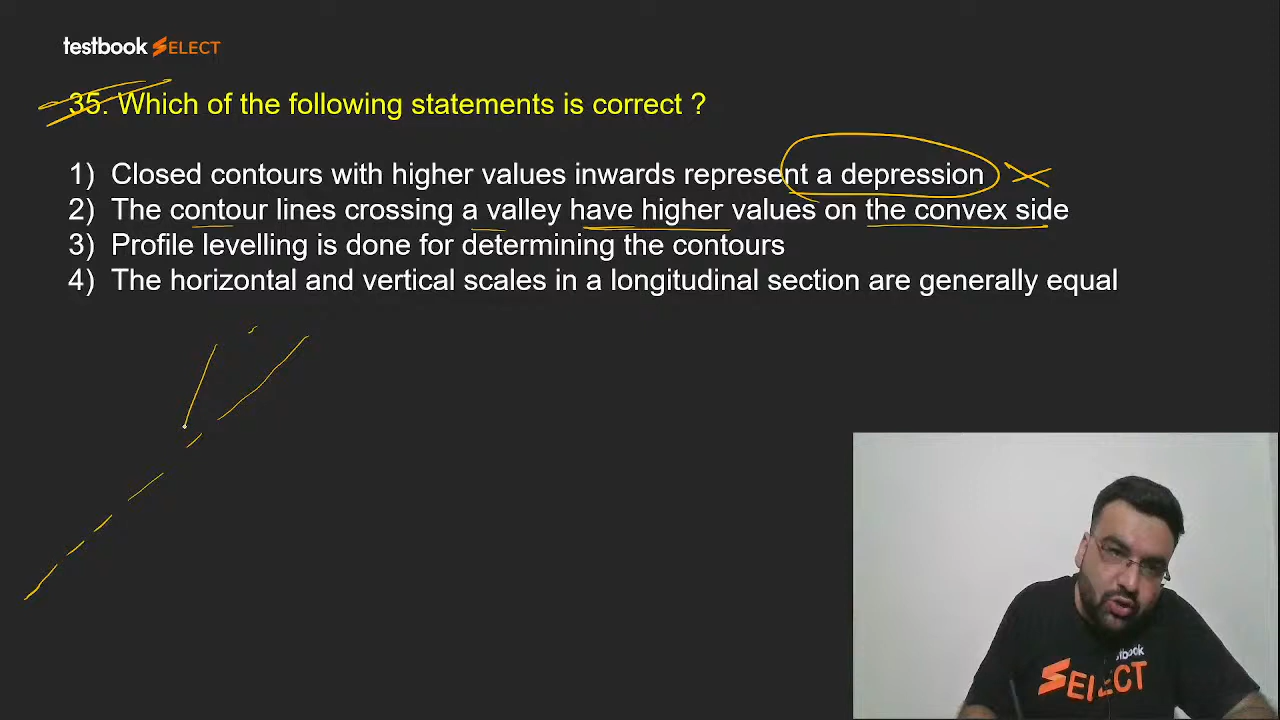 testbook SELECT
35. Which of the following statements is correct ?
1) Closed contours with higher values inwards represent a depression
2) The contour lines crossing a valley have higher values on the convex side
3) Profile levelling is done for determining the contours
4) The horizontal and vertical scales in a longitudinal section are generally equal
testbook
SELECT